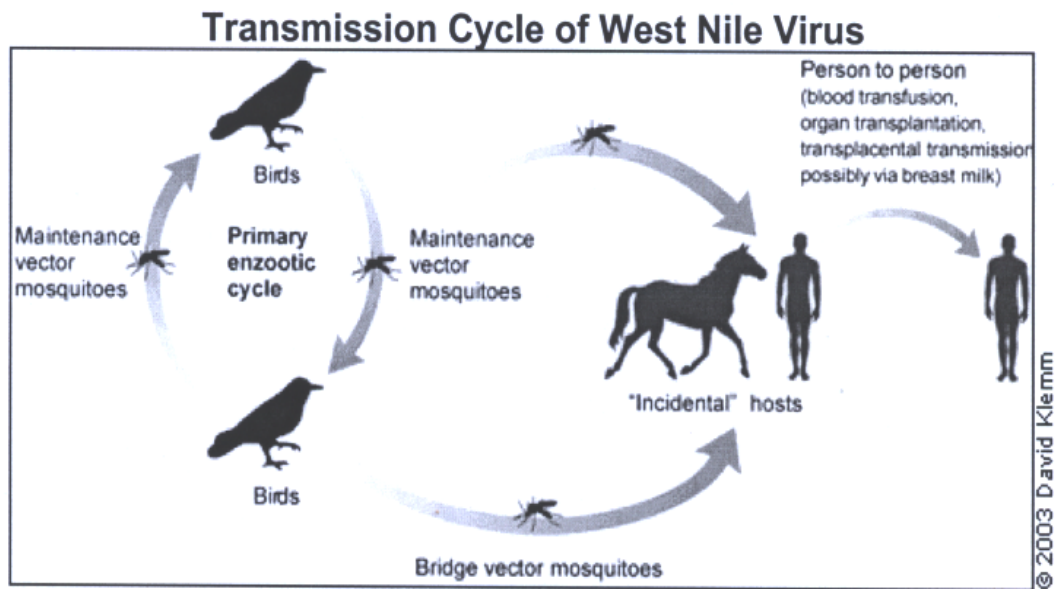 Transmission Cycle of West Nile Virus
Person to person
(blood transfusion,
organ transplantation,
transplacental transmission
possibly via breast milk)
Birds
Maintenance
vector
mosquitoes
Primary
enzootic
cycle
Maintenance
vector
mosquitoes
"Incidental" hosts
Birds
Bridge vector mosquitoes
© 2003 David Klemm